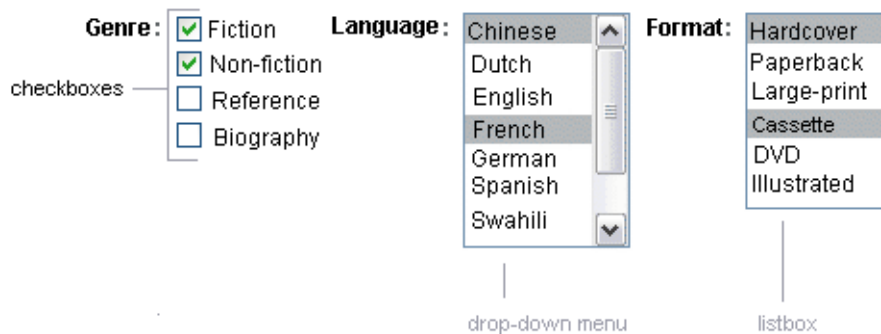 Genre:
Fiction
Non-fiction
Reference
Biography
checkboxes
Language:
Chinese
Dutch
English
French
German
Spanish
Swahili
drop-down menu
Format:
Hardcover
Paperback
Large-print
Cassette
DVD
Illustrated
listbox